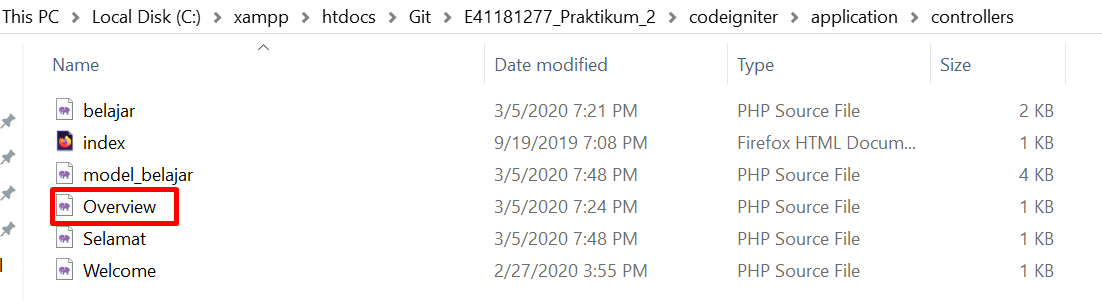 This PC > Local Disk (C:) > xampp > htdocs > Git > E41181277_Praktikum_2 > codeigniter > application > controllers
Name Date modified Type Size
belajar 3/5/2020 7:21 PM PHP Source File 2 KB
index 9/19/2019 7:08 PM Firefox HTML Docum... 1 KB
model_belajar 3/5/2020 7:48 PM PHP Source File 4 KB
Overview 3/5/2020 7:24 PM PHP Source File 1 KB
Selamat 3/5/2020 7:48 PM PHP Source File 1 KB
Welcome 2/27/2020 3:55 PM PHP Source File 1 KB